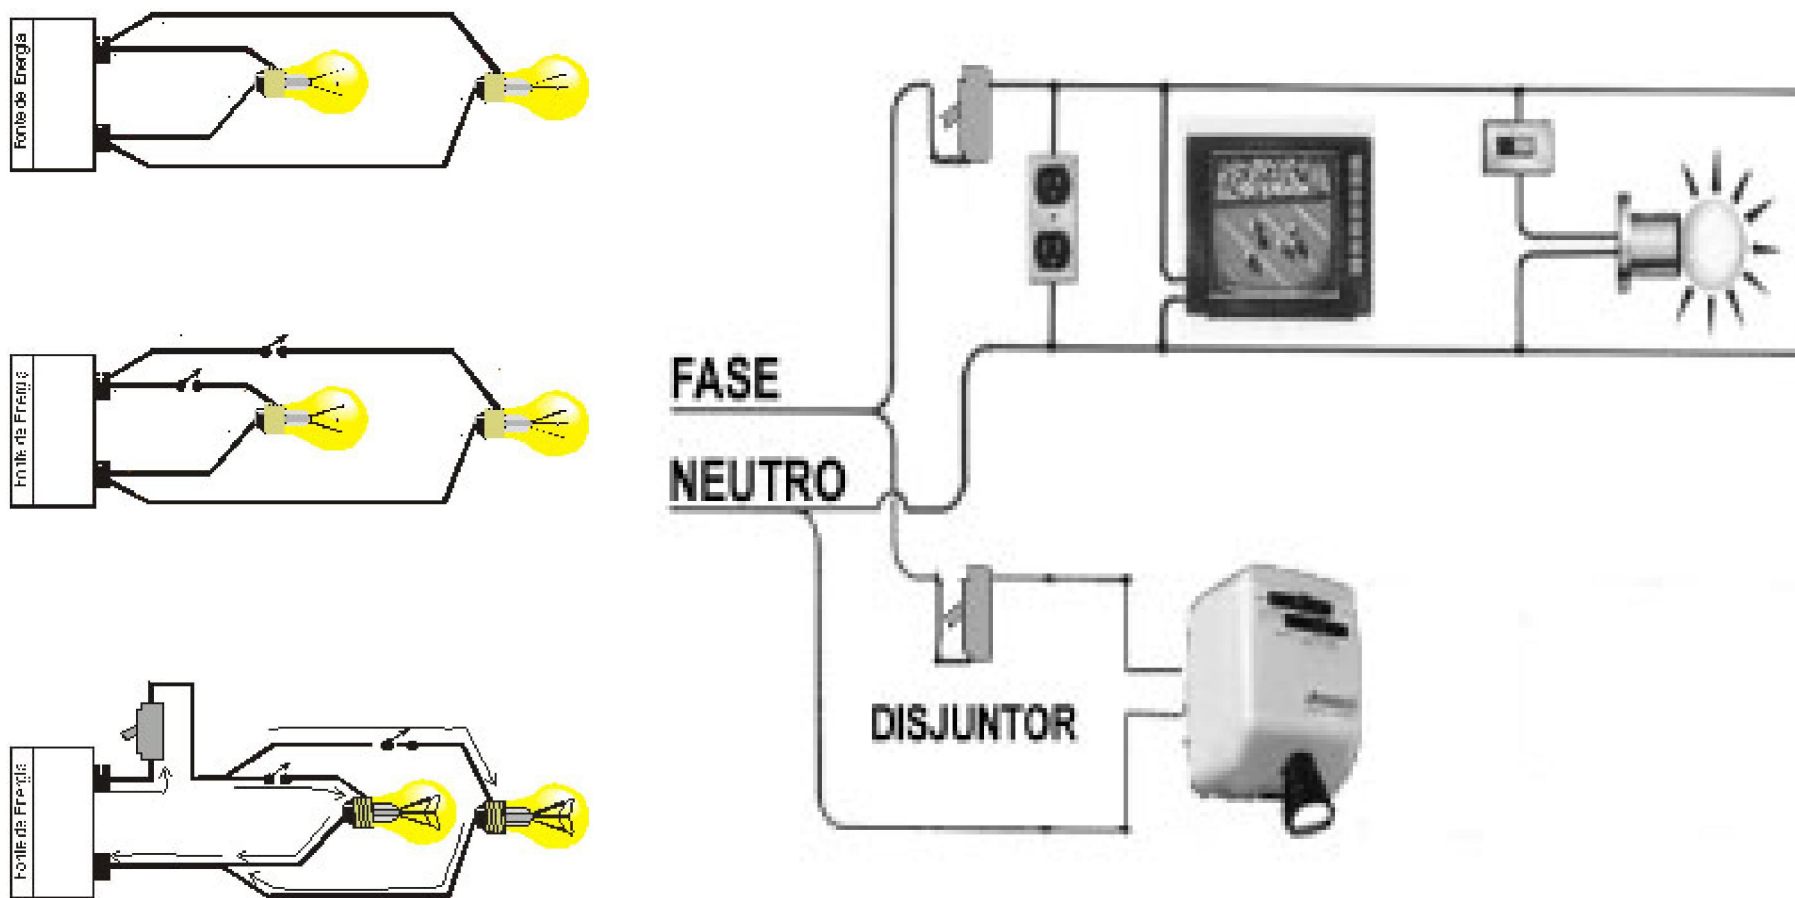 Fonte de Energia
Fonte de Energia
Fonte de Energia
FASE
NEUTRO
DISJUNTOR